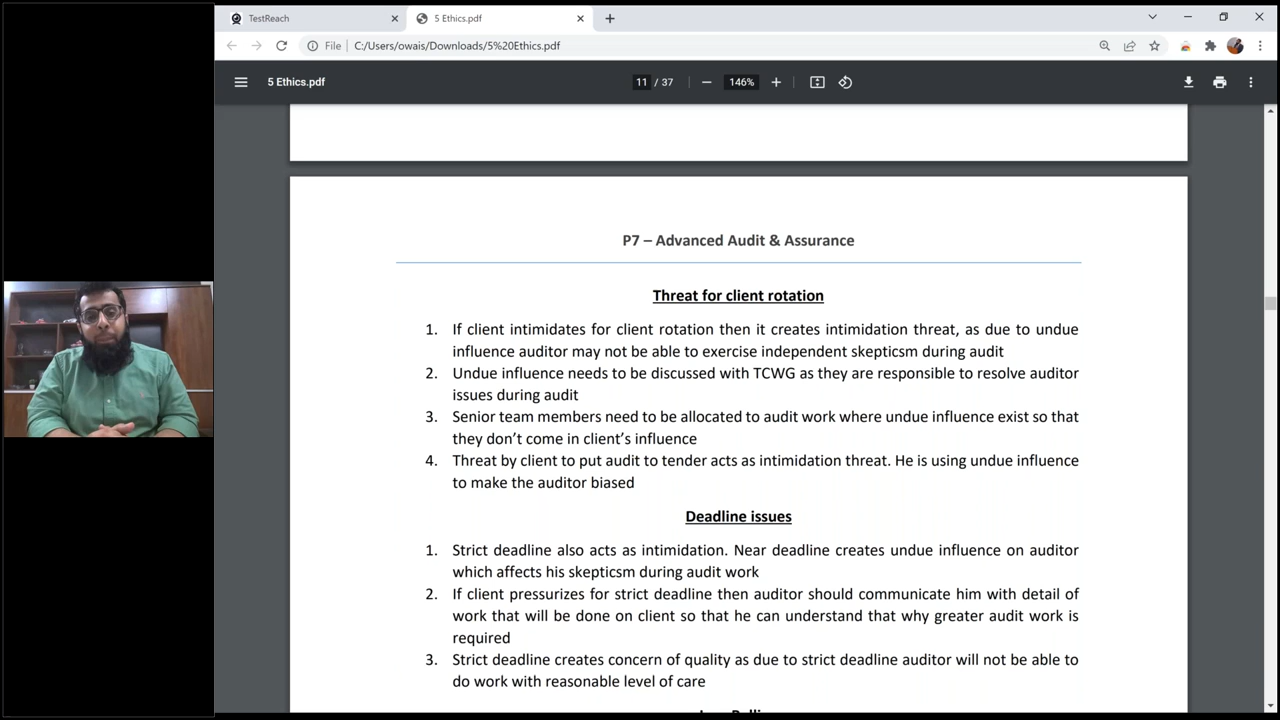 TestReach
5 Ethics.pdf
File
C:/Users/owais/Downloads/5%20Ethics.pdf
5 Ethics.pdf
11 / 37
146%
P7 – Advanced Audit & Assurance
Threat for client rotation
1. If client intimidates for client rotation then it creates intimidation threat, as due to undue
influence auditor may not be able to exercise independent skepticsm during audit
2. Undue influence needs to be discussed with TCWG as they are responsible to resolve auditor
issues during audit
3. Senior team members need to be allocated to audit work where undue influence exist so that
they don't come in client's influence
4. Threat by client to put audit to tender acts as intimidation threat. He is using undue influence
to make the auditor biased
Deadline issues
1. Strict deadline also acts as intimidation. Near deadline creates undue influence on auditor
which affects his skepticsm during audit work
2. If client pressurizes for strict deadline then auditor should communicate him with detail of
work that will be done on client so that he can understand that why greater audit work is
required
3. Strict deadline creates concern of quality as due to strict deadline auditor will not be able to
do work with reasonable level of care